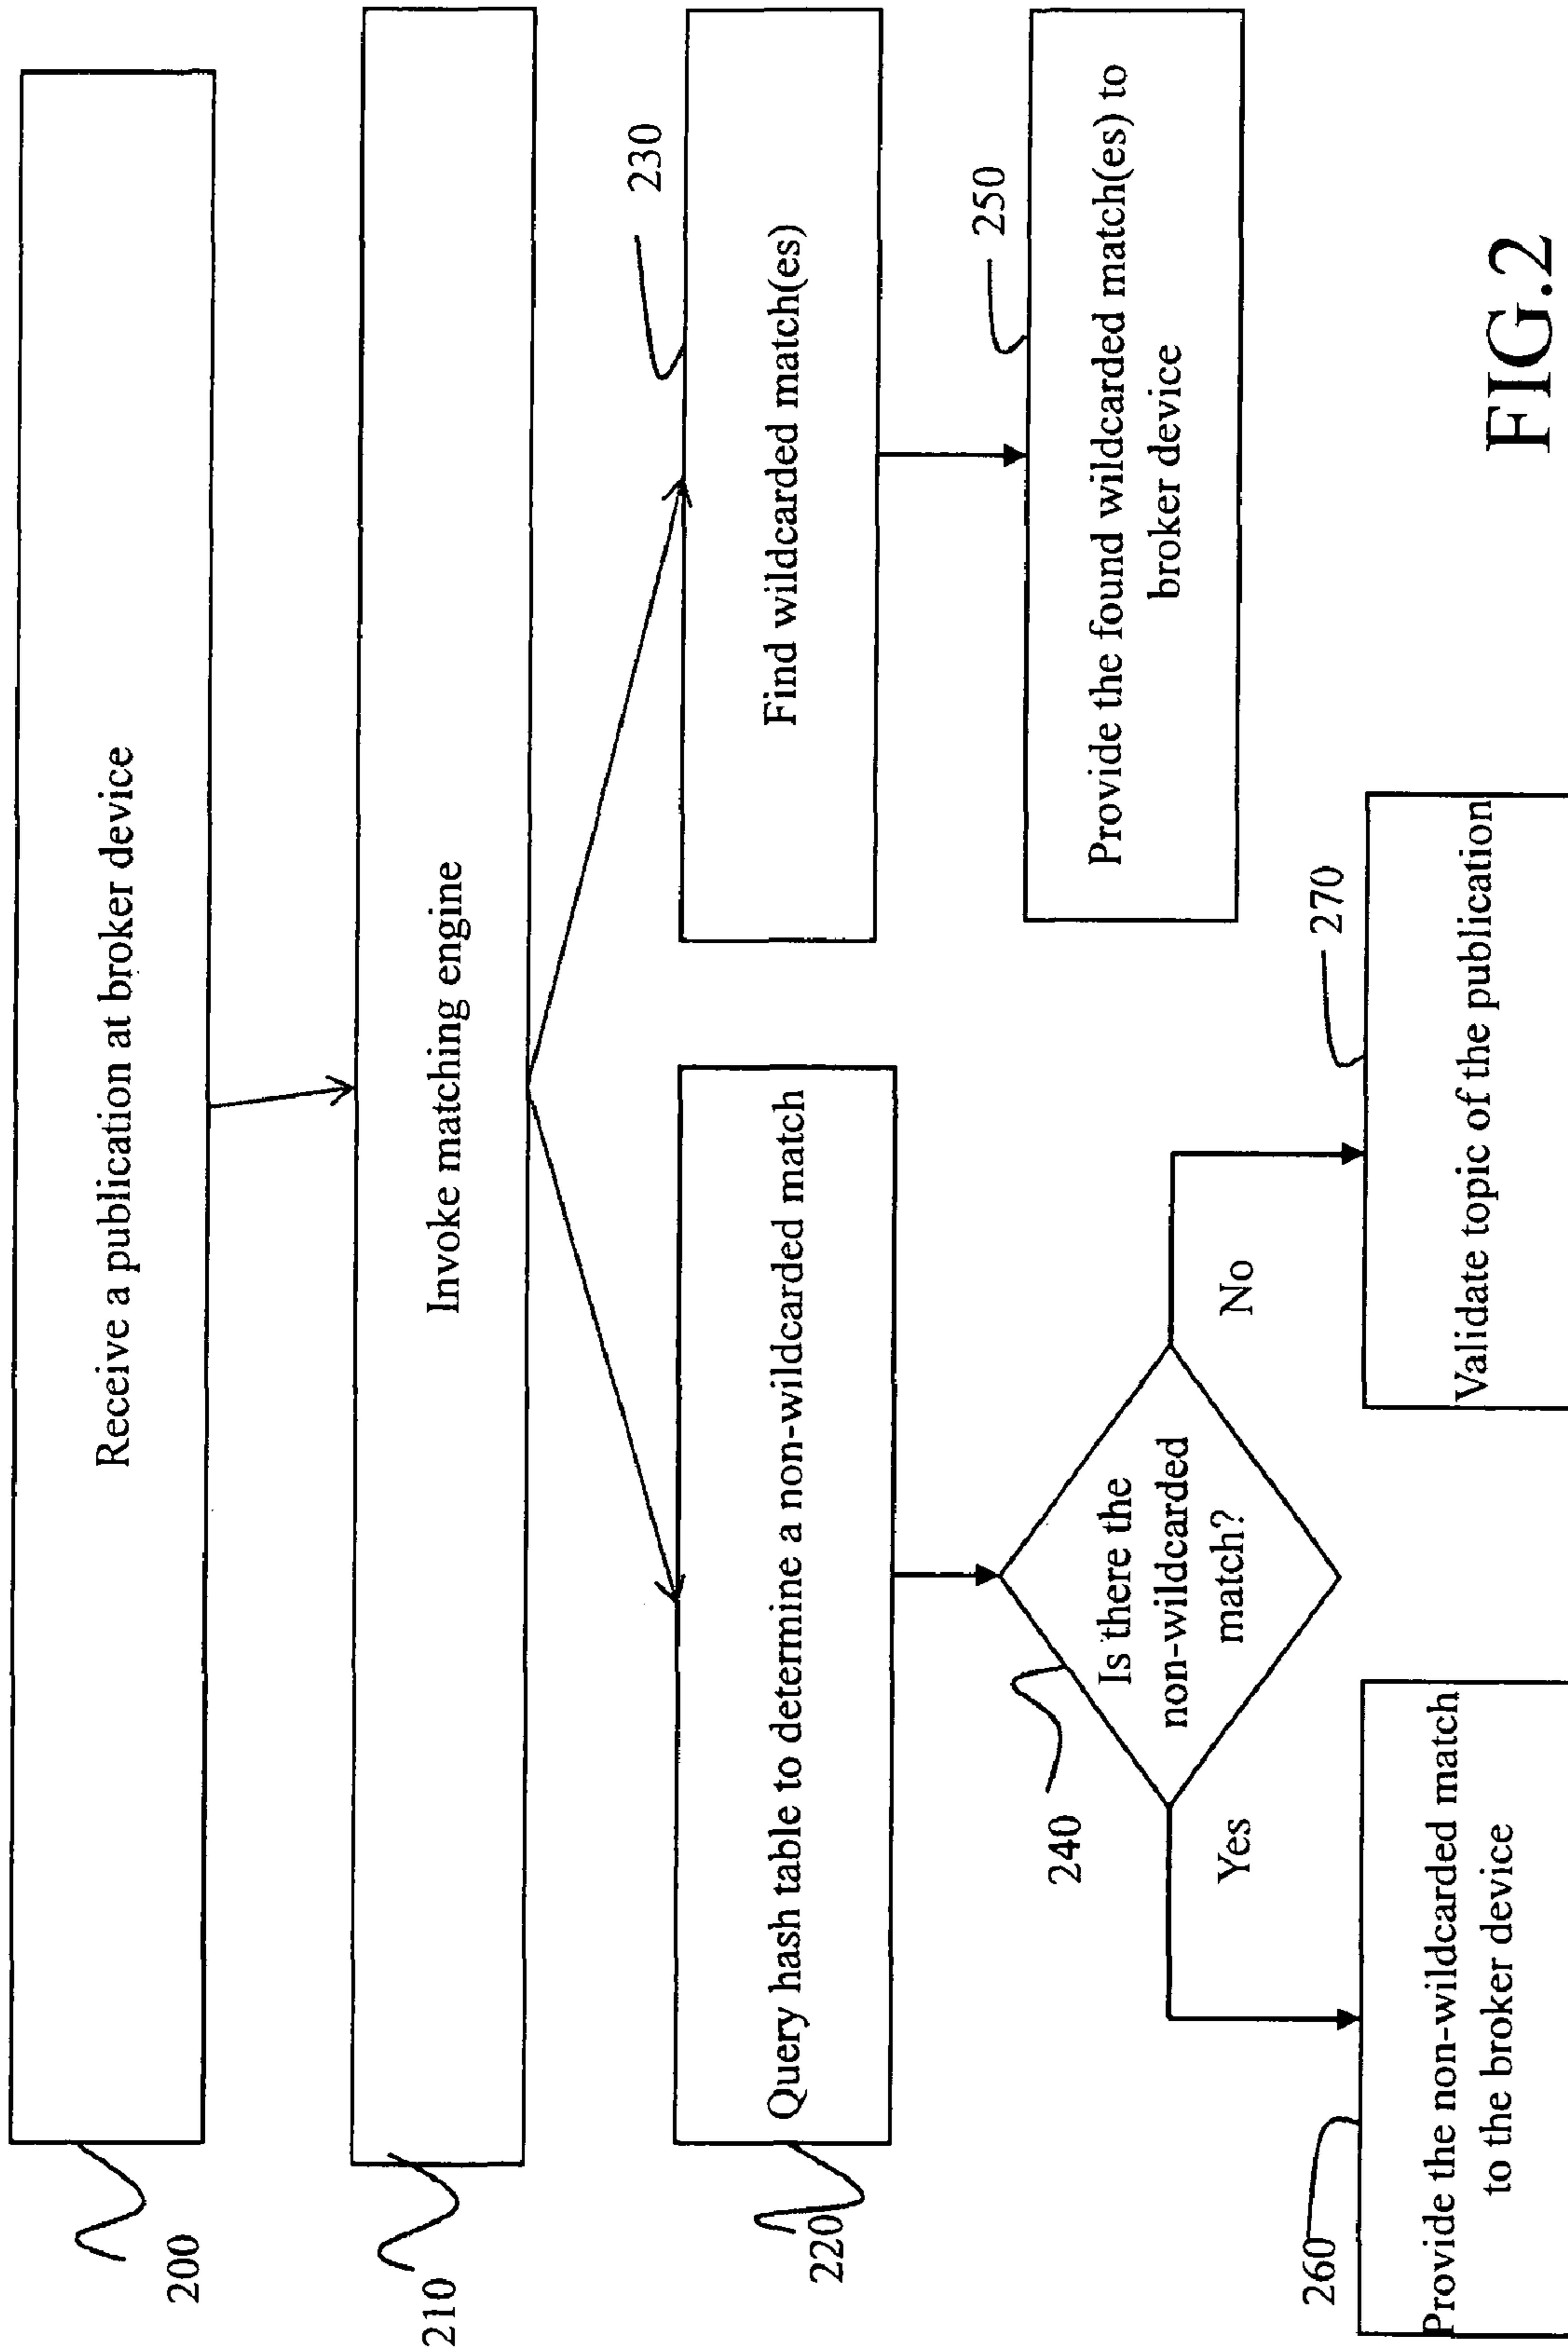 Receive a publication at broker device
200
Invoke matching engine
210
230
Query hash table to determine a non-wildcarded match
220
Find wildcarded match(es)
250
Provide the found wildcarded match(es) to
broker device
240
Is there the
non-wildcarded
match?
Yes
No
260
Provide the non-wildcarded match
to the broker device
270
Validate topic of the publication
FIG.2